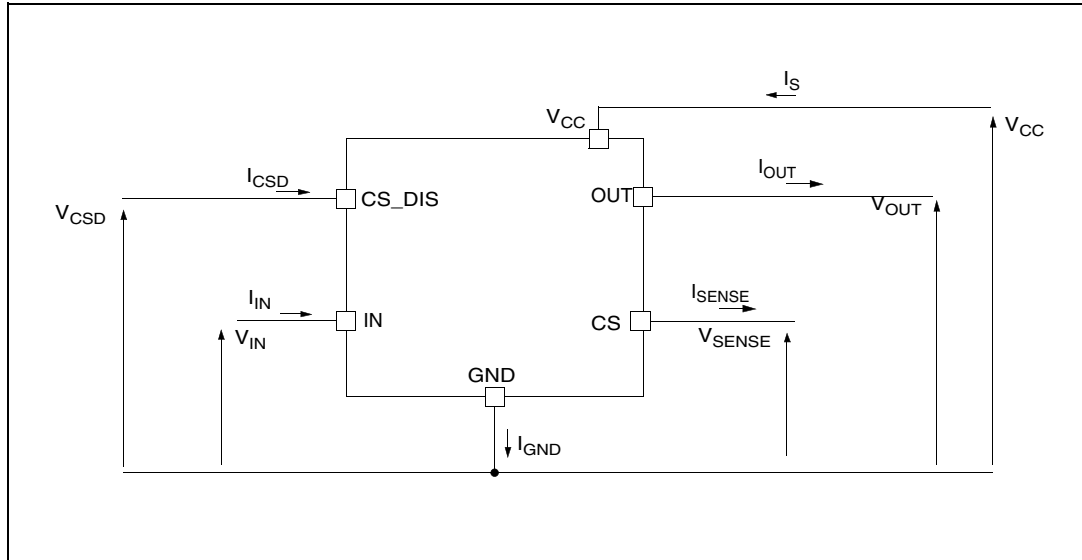 I_S
V_CC
V_CC
I_CSD
I_OUT
CS_DIS
OUT
V_CSD
V_OUT
I_IN
I_SENSE
IN
CS
V_IN
V_SENSE
GND
I_GND